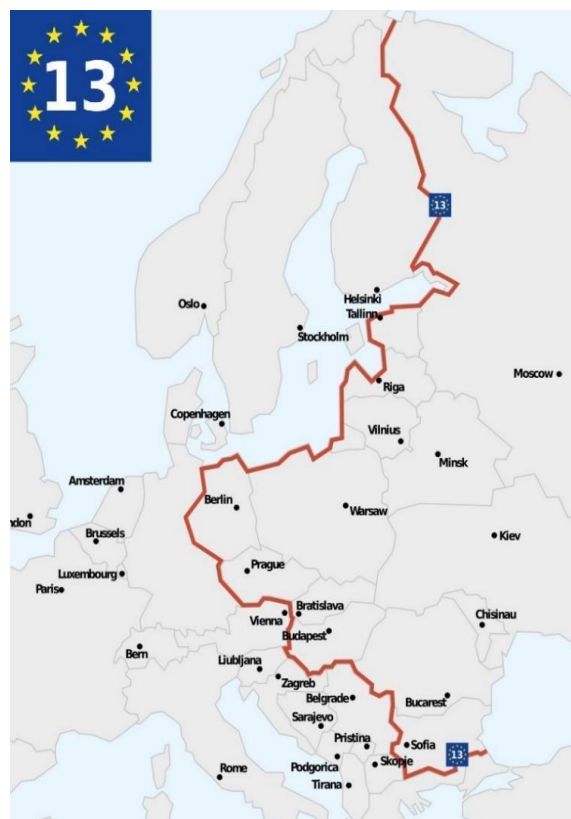 13
13
Helsinki
Oslo
Tallinn
Stockholm
Moscow
Riga
Copenhagen
Vilnius
Minsk
Amsterdam
Berlin
Warsaw
ndon
Brussels
Kiev
Prague
Luxembourg
Paris
Bratislava
Chisinau
Vienna
Budapest
Bern
Liubljana
Zagreb
Belgrade
Bucarest
Sarajevo
Pristina
Sofia
13
Podgorica
Skopje
Rome
Tirana